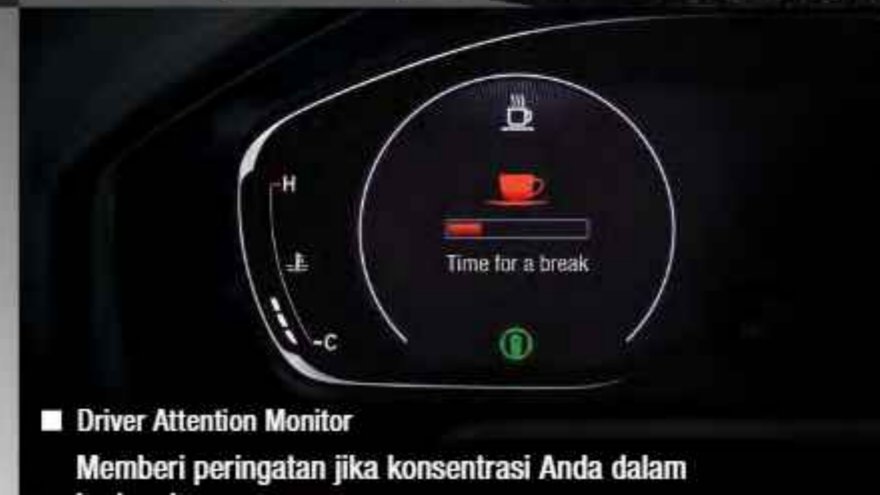 H
Time for a break
C
Driver Attention Monitor
Memberi peringatan jika konsentrasi Anda dalam